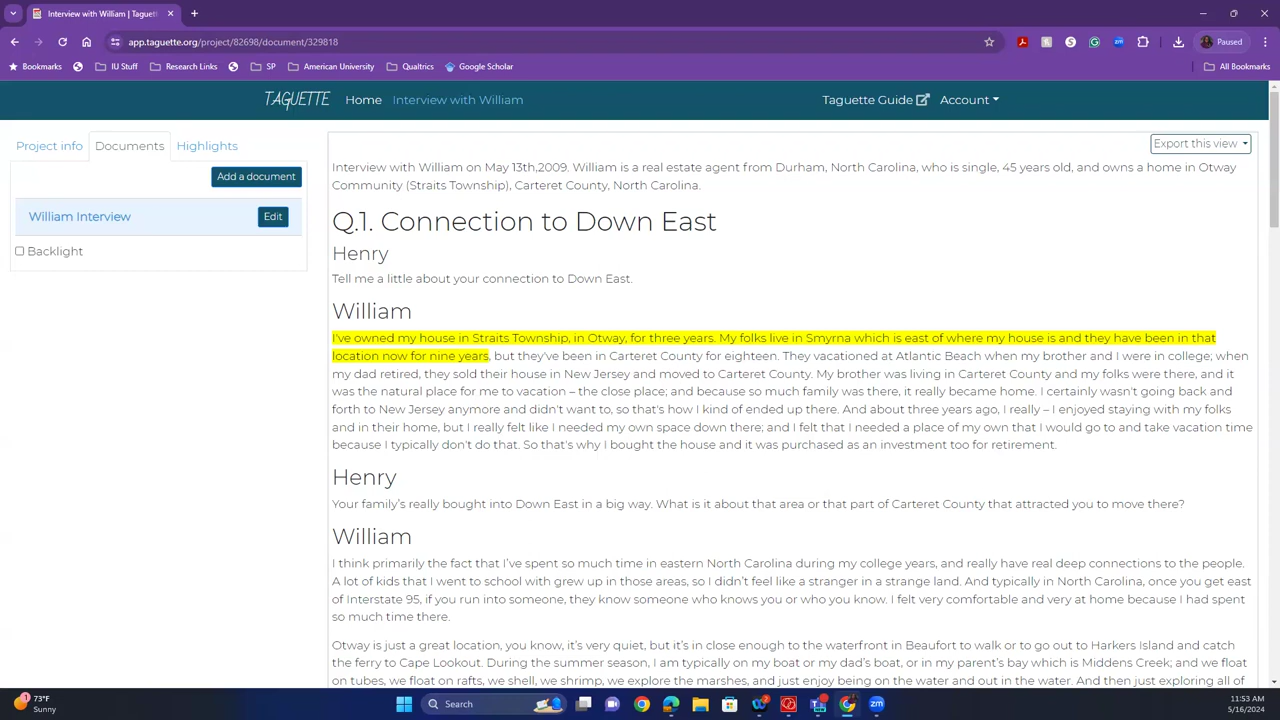 Interview with William | Taguet
app.taguette.org/project/82698/document/329818
Paused
Bookmarks IU Stuff Research Links SP American University Qualtrics Google Scholar All Bookmarks
TAGUETTE Home Interview with William Taguette Guide Account
Project info Documents Highlights
Export this view
Add a document
William Interview Edit
Backlight
Interview with William on May 13th,2009. William is a real estate agent from Durham, North Carolina, who is single, 45 years old, and owns a home in Otway
Community (Straits Township), Carteret County, North Carolina.
Q.1. Connection to Down East
Henry
Tell me a little about your connection to Down East.
William
I've owned my house in Straits Township, in Otway, for three years. My folks live in Smyrna which is east of where my house is and they have been in that
location now for nine years, but they've been in Carteret County for eighteen. They vacationed at Atlantic Beach when my brother and I were in college; when
my dad retired, they sold their house in New Jersey and moved to Carteret County. My brother was living in Carteret County and my folks were there, and it
was the natural place for me to vacation – the close place; and because so much family was there, it really became home. I certainly wasn't going back and
forth to New Jersey anymore and didn't want to, so that's how I kind of ended up there. And about three years ago, I really – I enjoyed staying with my folks
and in their home, but I really felt like I needed my own space down there; and I felt that I needed a place of my own that I would go to and take vacation time
because I typically don't do that. So that's why I bought the house and it was purchased as an investment too for retirement.
Henry
Your family's really bought into Down East in a big way. What is it about that area or that part of Carteret County that attracted you to move there?
William
I think primarily the fact that I've spent so much time in eastern North Carolina during my college years, and really have real deep connections to the people.
A lot of kids that I went to school with grew up in those areas, so I didn't feel like a stranger in a strange land. And typically in North Carolina, once you get east
of Interstate 95, if you run into someone, they know someone who knows you or who you know. I felt very comfortable and very at home because I had spent
so much time there.
Otway is just a great location, you know, it's very quiet, but it's in close enough to the waterfront in Beaufort to walk or to go out to Harkers Island and catch
the ferry to Cape Lookout. During the summer season, I am typically on my boat or my dad's boat, or in my parent's bay which is Middens Creek; and we float
on tubes, we float on rafts, we shell, we shrimp, we explore the marshes, and just enjoy being on the water and out in the water. And then just exploring all of
73°F
Sunny
Search
11:53 AM
5/16/2024